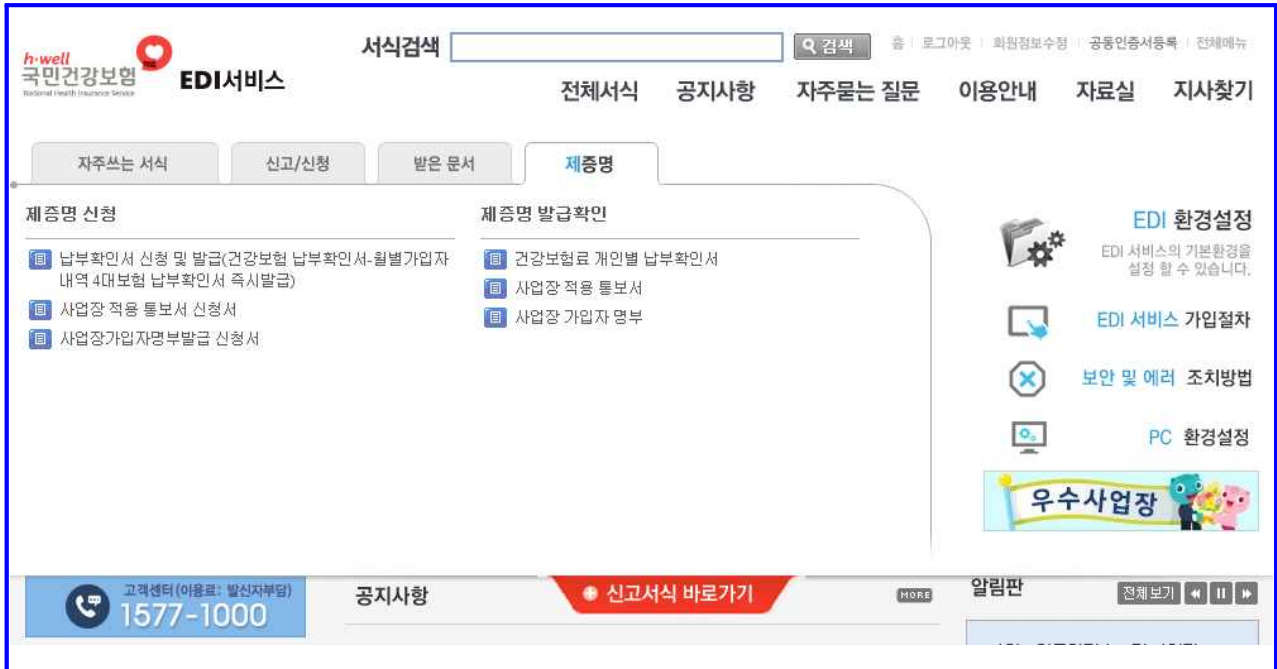 서식검색
검색
홈 | 로그아웃 | 회원정보수정 | 공동인증서등록 | 전체메뉴
h·well
국민건강보험
National Health Insurance Service
EDI서비스
전체서식 공지사항 자주묻는 질문 이용안내 자료실 지사찾기
자주쓰는 서식 신고/신청 받은 문서 제증명
제증명 신청
납부확인서 신청 및 발급(건강보험 납부확인서-월별가입자
내역 4대보험 납부확인서 즉시발급)
사업장 적용 통보서 신청서
사업장가입자명부발급 신청서
제증명 발급확인
건강보험료 개인별 납부확인서
사업장 적용 통보서
사업장 가입자 명부
EDI 환경설정
EDI 서비스의 기본환경을
설정 할 수 있습니다.
EDI 서비스 가입절차
보안 및 에러 조치방법
PC 환경설정
우수사업장
고객센터(이용료: 발신자부담)
1577-1000
공지사항
신고서식 바로가기
MORE
알림판
전체보기